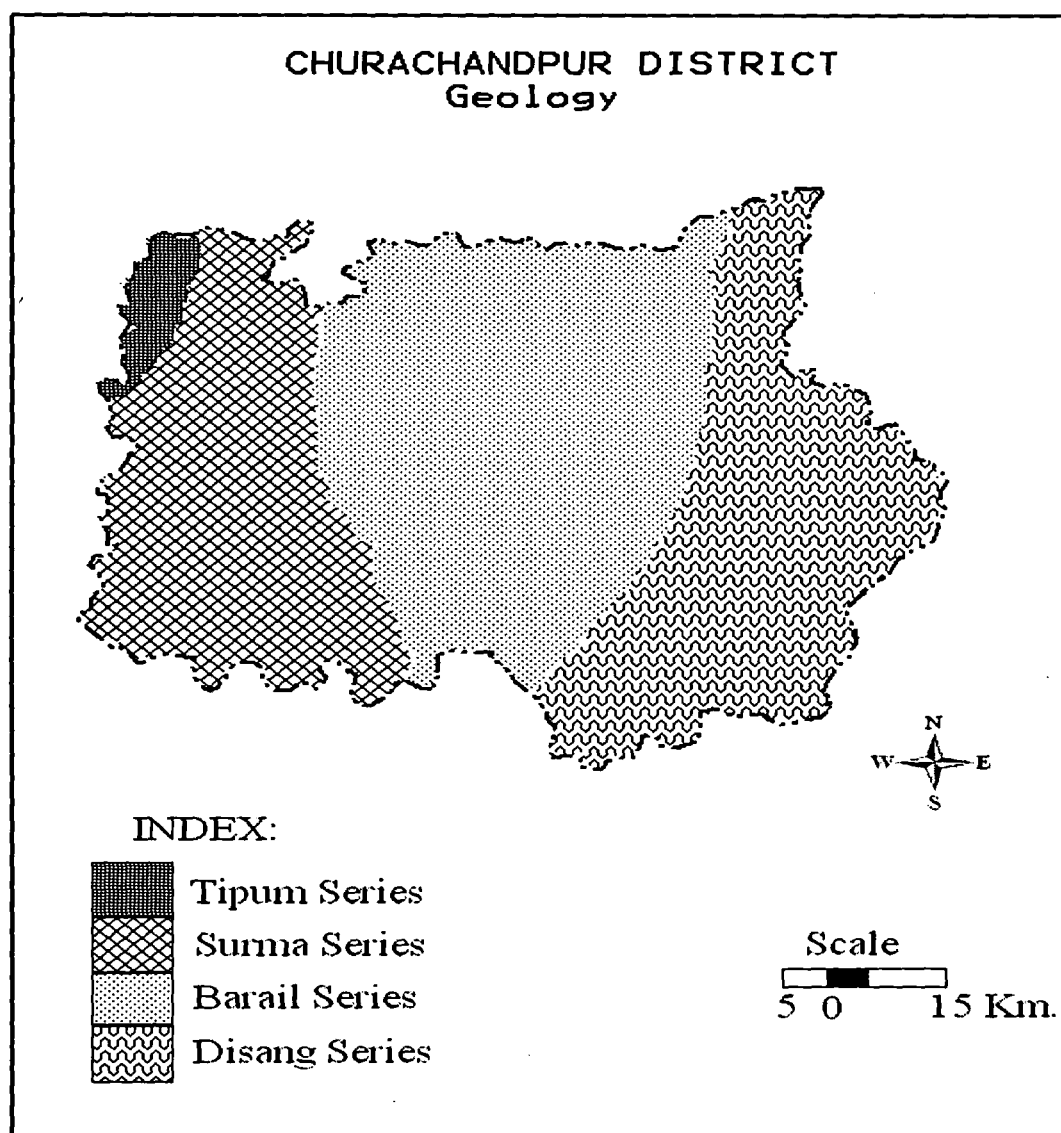 CHURACHANDPUR DISTRICT
Geology
N
W E
S
INDEX:
Tipum Series
Surma Series
Barail Series
Disang Series
Scale
5 0 15 Km.